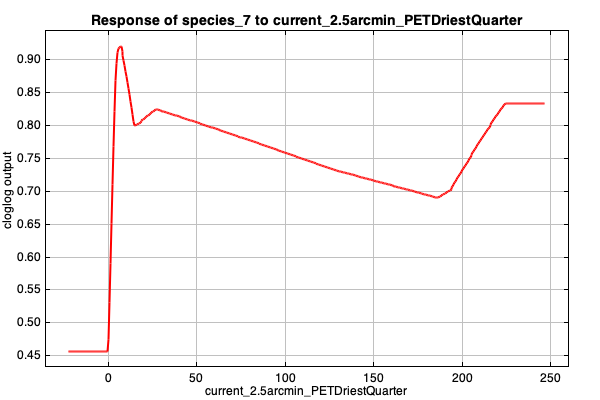 Response of species_7 to current_2.5arcmin_PETDriestQuarter
cloglog output
0.90
0.85
0.80
0.75
0.70
0.65
0.60
0.55
0.50
0.45
0 50 100 150 200 250
current_2.5arcmin_PETDriestQuarter